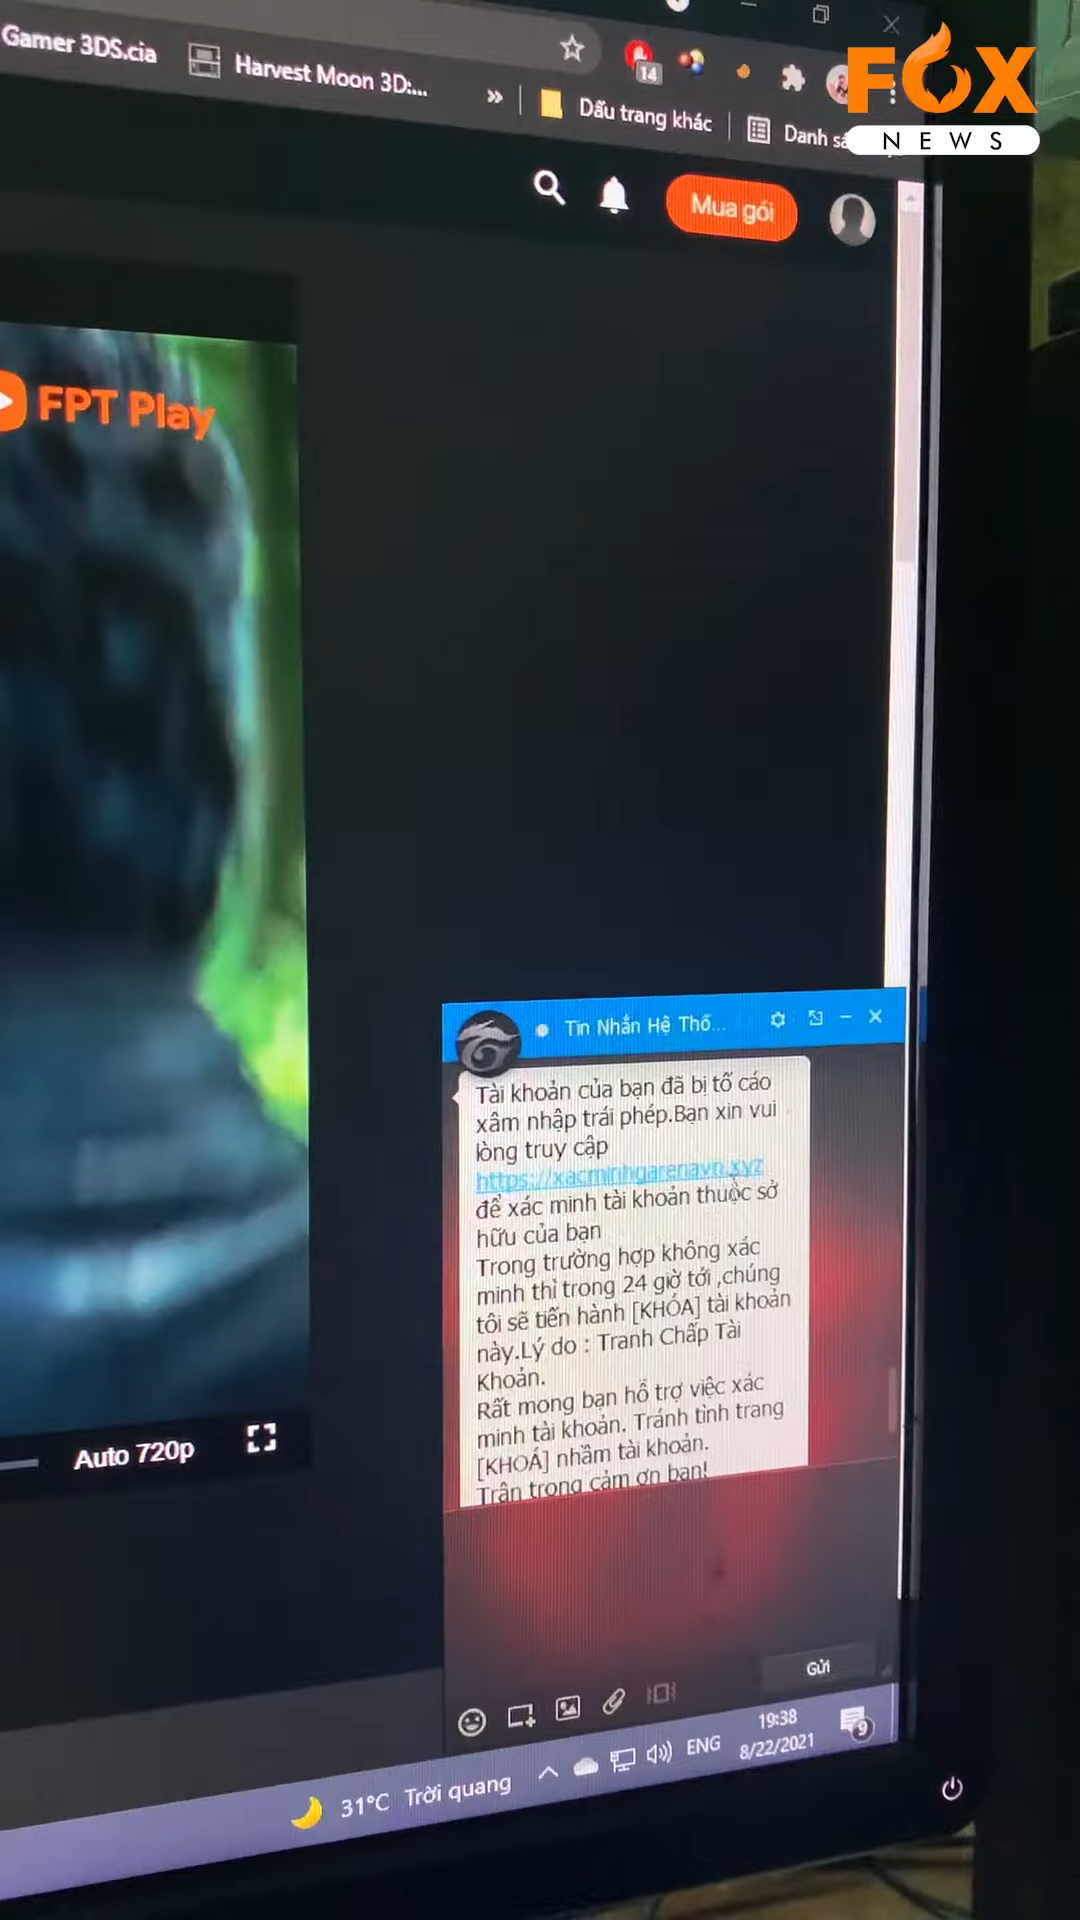 Gamer 3DS.cia
Harvest Moon 3D:...
14
»
Dấu trang khác
Danh
FOX
NEWS
Mua gói
FPT Play
Auto 720p
Tin Nhắn Hệ Thố...
Tài khoản của bạn đã bị tố cáo
xâm nhập trái phép.Bạn xin vui
lòng truy cập
https://xacminhgarenavn.xyz
để xác minh tài khoản thuộc sở
hữu của bạn
Trong trường hợp không xác
minh thì trong 24 giờ tới ,chúng
tôi sẽ tiến hành [KHÓA] tài khoản
này.Lý do : Tranh Chấp Tài
Khoản.
Rất mong bạn hỗ trợ việc xác
minh tài khoản. Tránh tình trang
[KHOÁ] nhầm tài khoản.
Trân trọng cảm ơn bạn!
Gửi
31°C Trời quang
ENG
19:38
8/22/2021
9